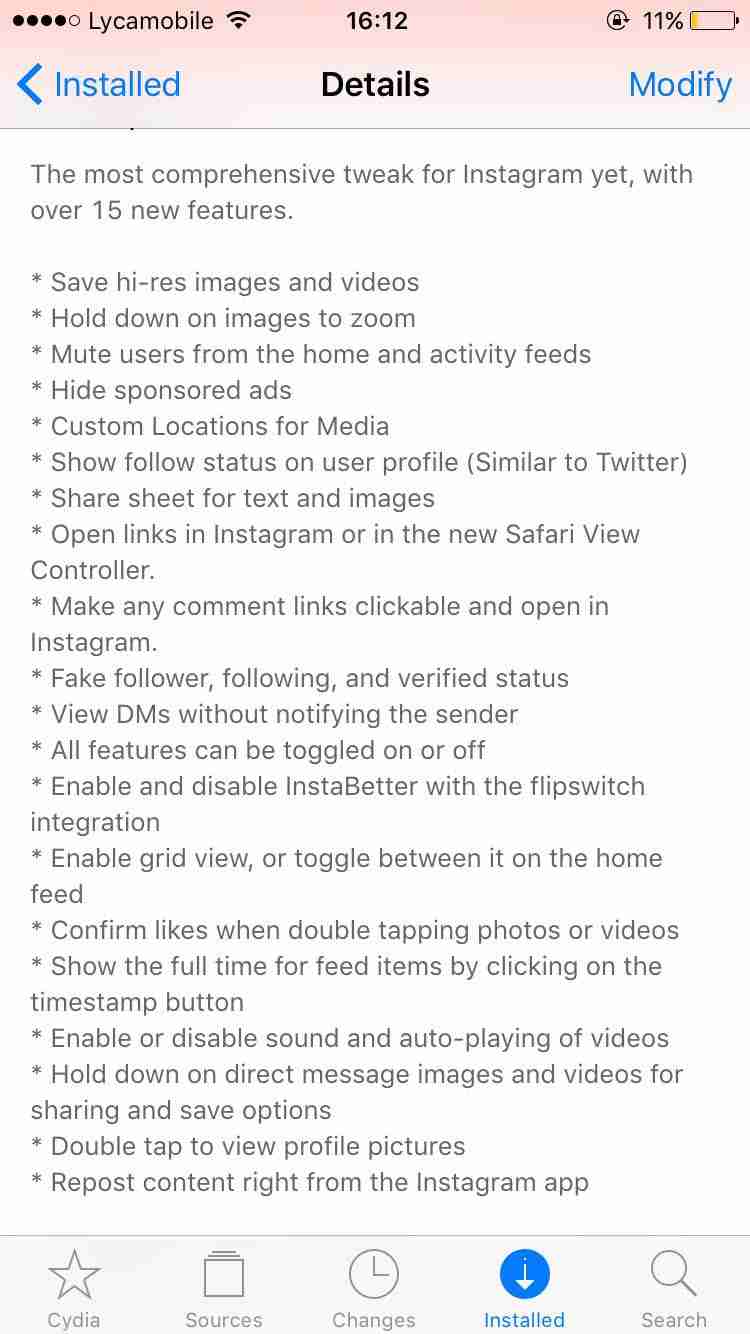 Lycamobile 16:12 11%
Installed Details Modify
The most comprehensive tweak for Instagram yet, with
over 15 new features.
* Save hi-res images and videos
* Hold down on images to zoom
* Mute users from the home and activity feeds
* Hide sponsored ads
* Custom Locations for Media
* Show follow status on user profile (Similar to Twitter)
* Share sheet for text and images
* Open links in Instagram or in the new Safari View
Controller.
* Make any comment links clickable and open in
Instagram.
* Fake follower, following, and verified status
* View DMs without notifying the sender
* All features can be toggled on or off
* Enable and disable InstaBetter with the flipswitch
integration
* Enable grid view, or toggle between it on the home
feed
* Confirm likes when double tapping photos or videos
* Show the full time for feed items by clicking on the
timestamp button
* Enable or disable sound and auto-playing of videos
* Hold down on direct message images and videos for
sharing and save options
* Double tap to view profile pictures
* Repost content right from the Instagram app
Cydia Sources Changes Installed Search